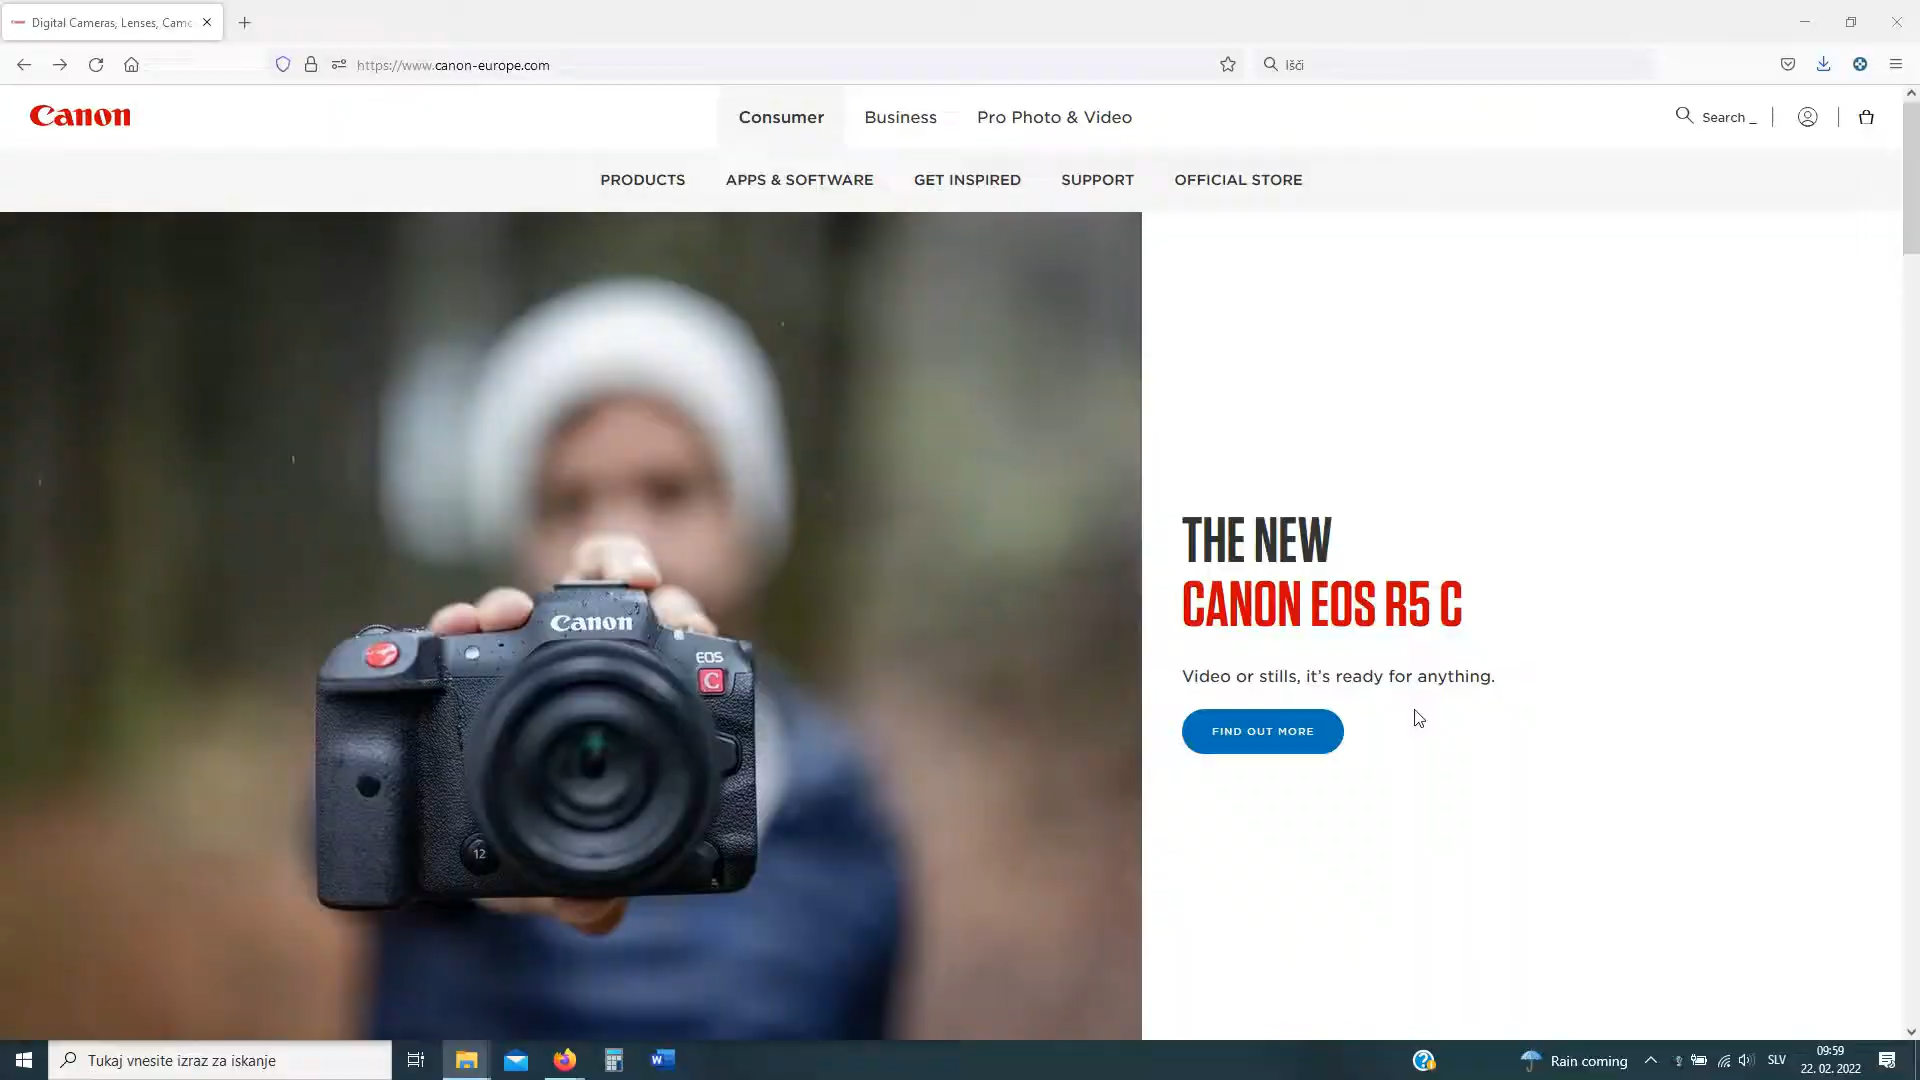 Digital Cameras, Lenses, Camc
https://www.canon-europe.com
Išči
Canon
Consumer
Business
Pro Photo & Video
Search _
PRODUCTS
APPS & SOFTWARE
GET INSPIRED
SUPPORT
OFFICIAL STORE
Canon
EOS
C
12
THE NEW
CANON EOS R5 C
Video or stills, it's ready for anything.
FIND OUT MORE
Tukaj vnesite izraz za iskanje
Rain coming
SLV
09:59
22. 02. 2022